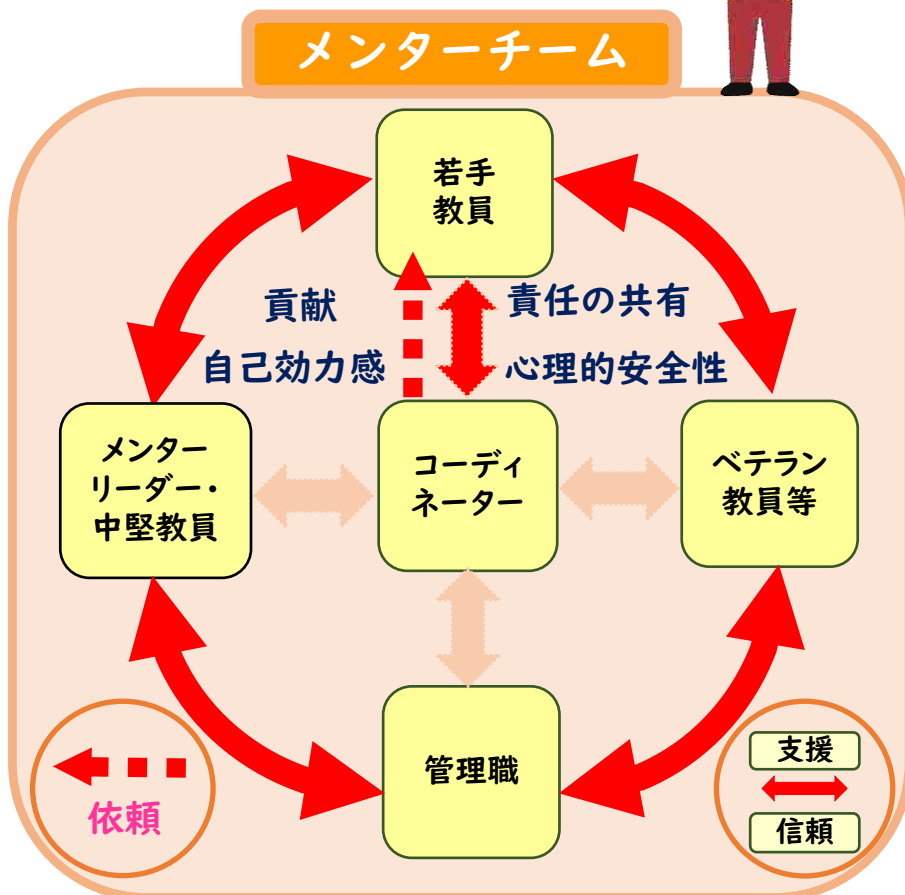 メンターチーム
若手
教員
貢献
責任の共有
自己効力感
心理的安全性
メンター
リーダー・
中堅教員
コーディ
ネーター
ベテラン
教員等
管理職
依頼
支援
信頼